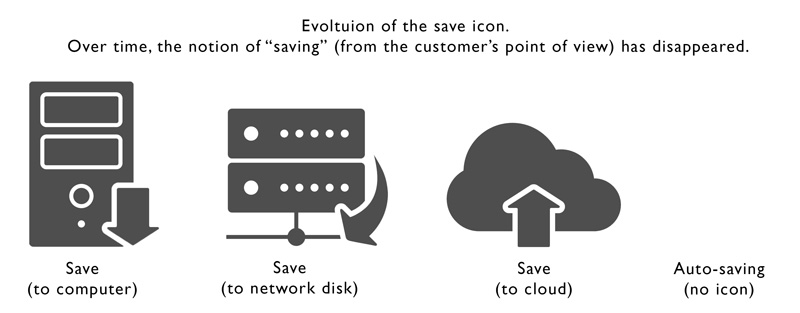 Evoltuion of the save icon.
Over time, the notion of “saving” (from the customer’s point of view) has disappeared.
Save
(to computer)
Save
(to network disk)
Save
(to cloud)
Auto-saving
(no icon)